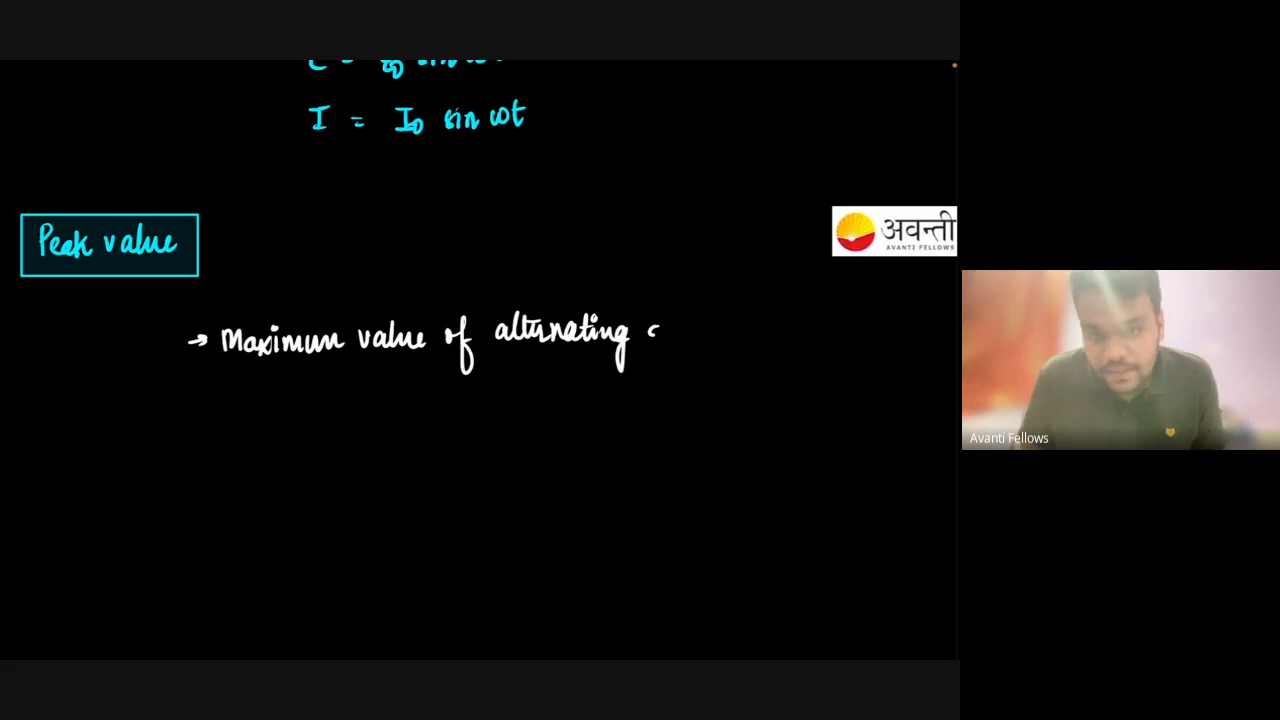 I = I₀ sin ωt
Peak value
अवन्ती
AVANTI FELLOWS
→ Maximum value of alternating c
Avanti Fellows